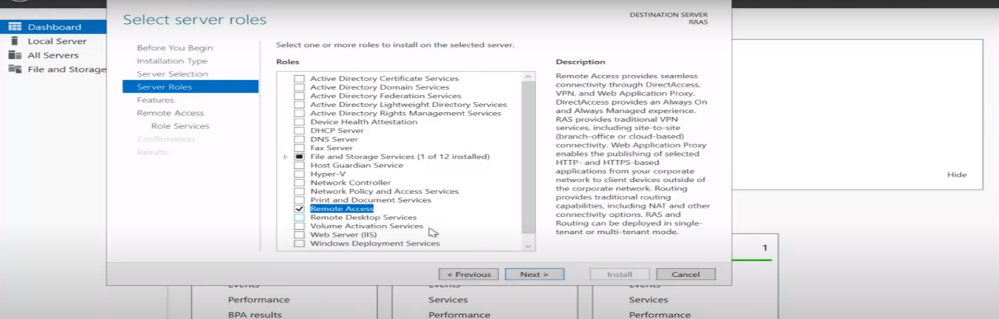 Dashboard
Local Server
All Servers
File and Storage
Select server roles
DESTINATION SERVER
RRAS
Before You Begin
Installation Type
Server Selection
Server Roles
Features
Remote Access
Role Services
Confirmation
Results
Select one or more roles to install on the selected server.
Roles
Active Directory Certificate Services
Active Directory Domain Services
Active Directory Federation Services
Active Directory Lightweight Directory Services
Active Directory Rights Management Services
Device Health Attestation
DHCP Server
DNS Server
Fax Server
File and Storage Services (1 of 12 installed)
Host Guardian Service
Hyper-V
Network Controller
Network Policy and Access Services
Print and Document Services
Remote Access
Remote Desktop Services
Volume Activation Services
Web Server (IIS)
Windows Deployment Services
Description
Remote Access provides seamless
connectivity through DirectAccess,
VPN, and Web Application Proxy.
DirectAccess provides an Always On
and Always Managed experience.
RAS provides traditional VPN
services, including site-to-site
(branch-office or cloud-based)
connectivity. Web Application Proxy
enables the publishing of selected
HTTP- and HTTPS-based
applications from your corporate
network to client devices outside of
the corporate network. Routing
provides traditional routing
capabilities, including NAT and other
connectivity options. RAS and
Routing can be deployed in single-
tenant or multi-tenant mode.
Hide
1
< Previous
Next >
Install
Cancel
Events
Performance
BPA results
Events
Services
Performance
Events
Services
Performance